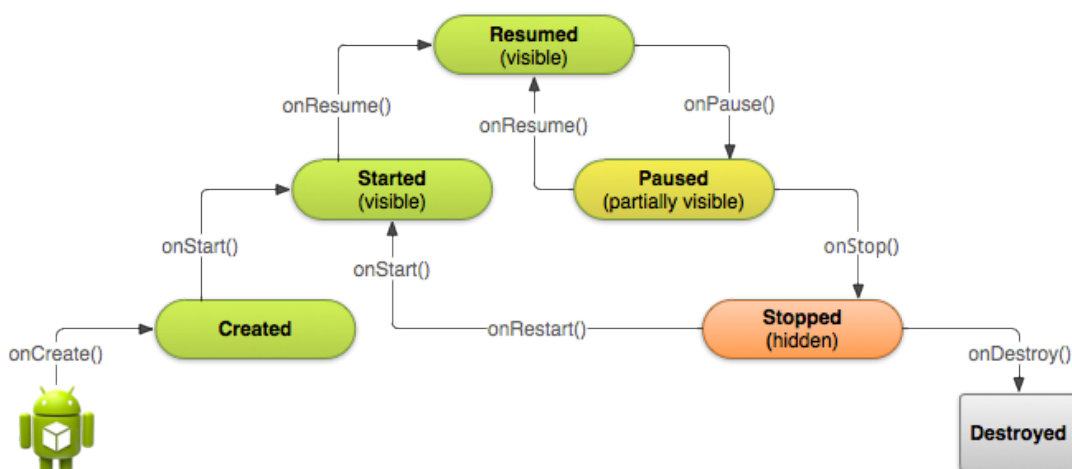 Resumed
(visible)
onResume()
onResume()
onPause()
Started
(visible)
Paused
(partially visible)
onStart()
onStart()
onStop()
Created
onRestart()
Stopped
(hidden)
onCreate()
onDestroy()
Destroyed